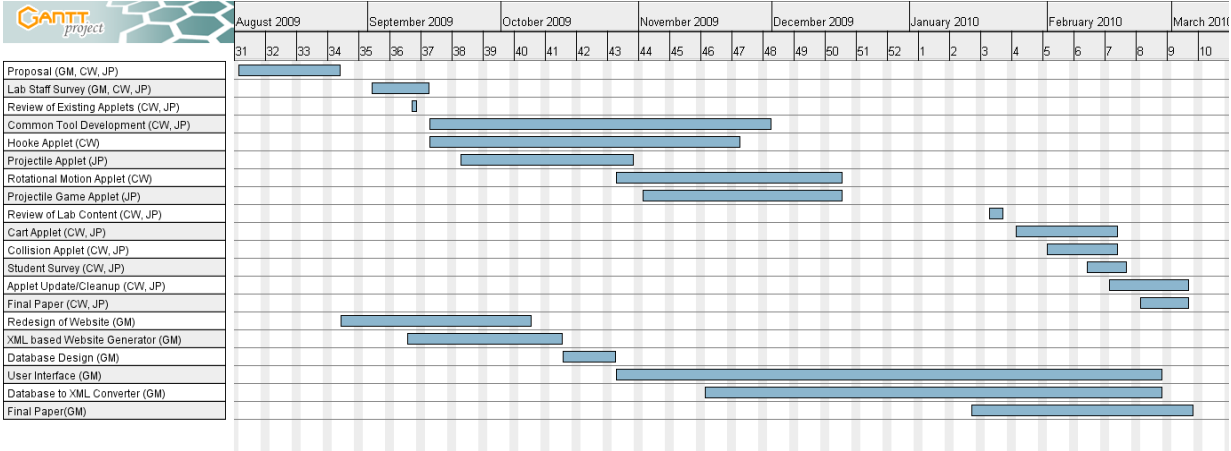 GANTT
project
August 2009 September 2009 October 2009 November 2009 December 2009 January 2010 February 2010 March 2010
31 32 33 34 35 36 37 38 39 40 41 42 43 44 45 46 47 48 49 50 51 52 1 2 3 4 5 6 7 8 9 10
Proposal (GM, CW, JP)
Lab Staff Survey (GM, CW, JP)
Review of Existing Applets (CW, JP)
Common Tool Development (CW, JP)
Hooke Applet (CW)
Projectile Applet (JP)
Rotational Motion Applet (CW)
Projectile Game Applet (JP)
Review of Lab Content (CW, JP)
Cart Applet (CW, JP)
Collision Applet (CW, JP)
Student Survey (CW, JP)
Applet Update/Cleanup (CW, JP)
Final Paper (CW, JP)
Redesign of Website (GM)
XML based Website Generator (GM)
Database Design (GM)
User Interface (GM)
Database to XML Converter (GM)
Final Paper(GM)